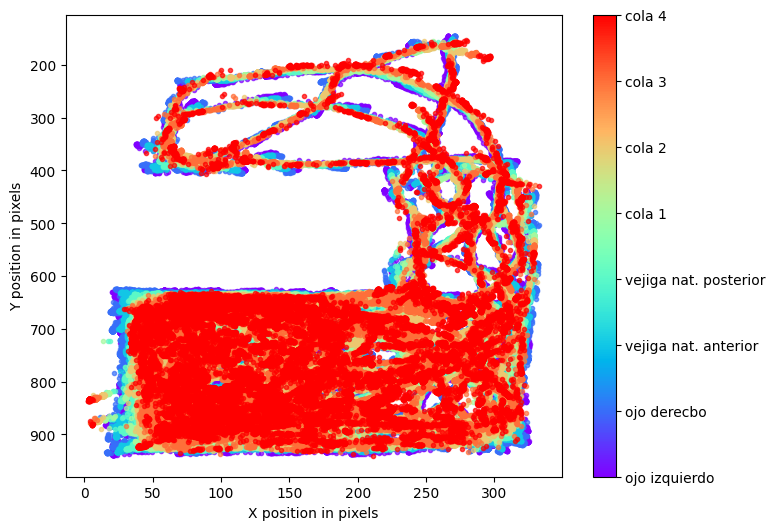 Y position in pixels
200
300
400
500
600
700
800
900
0
50
100
150
200
250
300
X position in pixels
cola 4
cola 3
cola 2
cola 1
vejiga nat. posterior
vejiga nat. anterior
ojo derecbo
ojo izquierdo